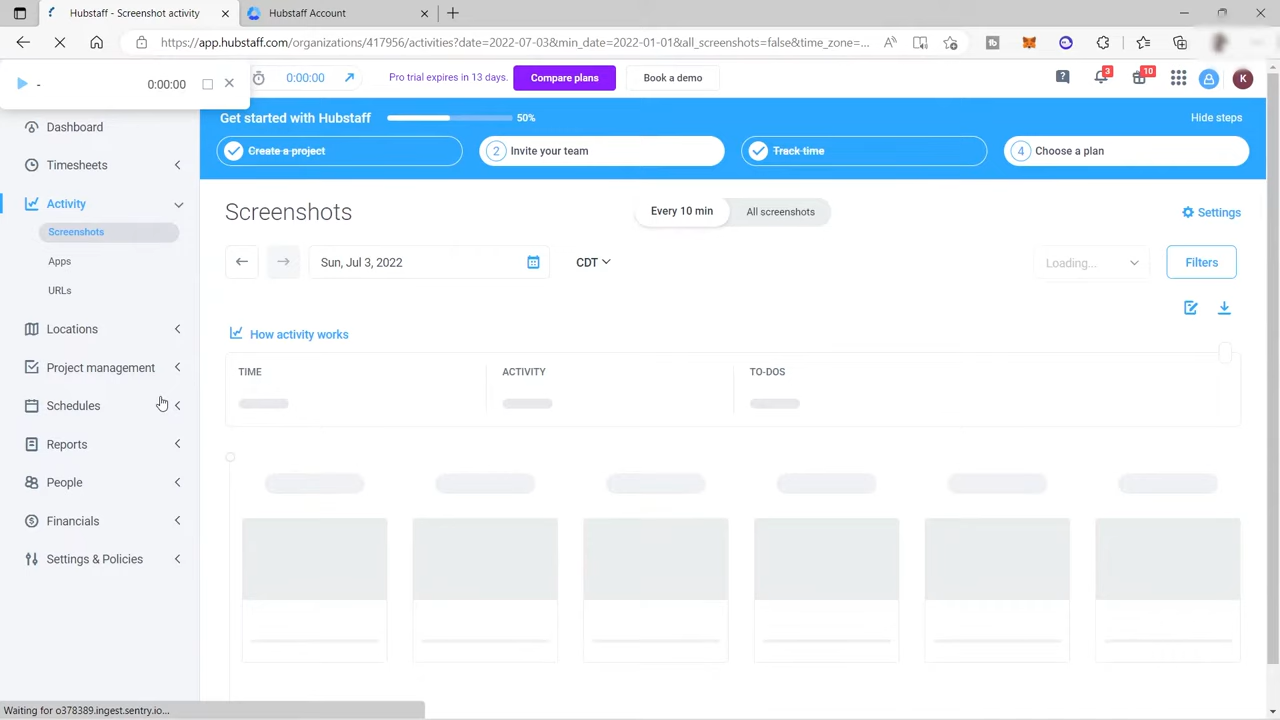 Hubstaff - Screenshot activity
Hubstaff Account
https://app.hubstaff.com/organizations/417956/activities?date=2022-07-03&min_date=2022-01-01&all_screenshots=false&time_zone=...
-
0:00:00
0:00:00
Pro trial expires in 13 days.
Compare plans
Book a demo
?
3
10
K
Dashboard
Timesheets
Activity
Screenshots
Apps
URLs
Locations
Project management
Schedules
Reports
People
Financials
Settings & Policies
Get started with Hubstaff
50%
Hide steps
Create a project
2 Invite your team
Track time
4 Choose a plan
Screenshots
Every 10 min
All screenshots
Settings
Sun, Jul 3, 2022
CDT
Loading...
Filters
How activity works
TIME
ACTIVITY
TO-DOS
Waiting for o378389.ingest.sentry.io...